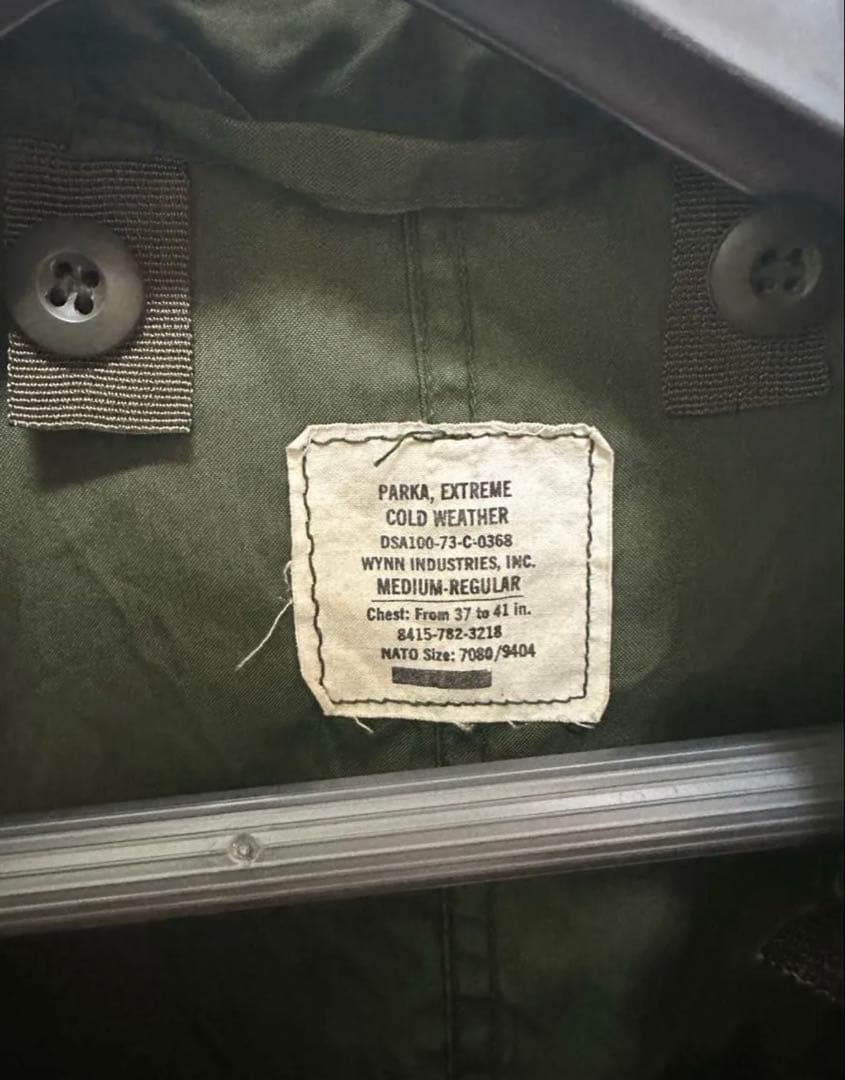 PARKA, EXTREME
COLD WEATHER
DSA100-73-C-0368
WYNN INDUSTRIES, INC.
MEDIUM-REGULAR
Chest: From 37 to 41 in.
8415-782-3218
NATO Size: 7080/9404